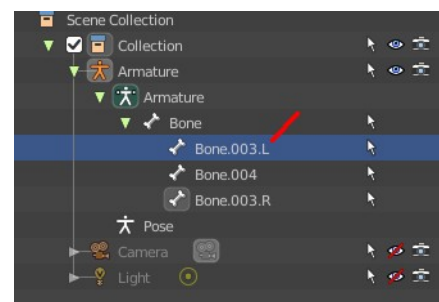 Scene Collection
Collection
Armature
Armature
Bone
Bone.003.L
Bone.004
Bone.003.R
Pose
Camera
Light